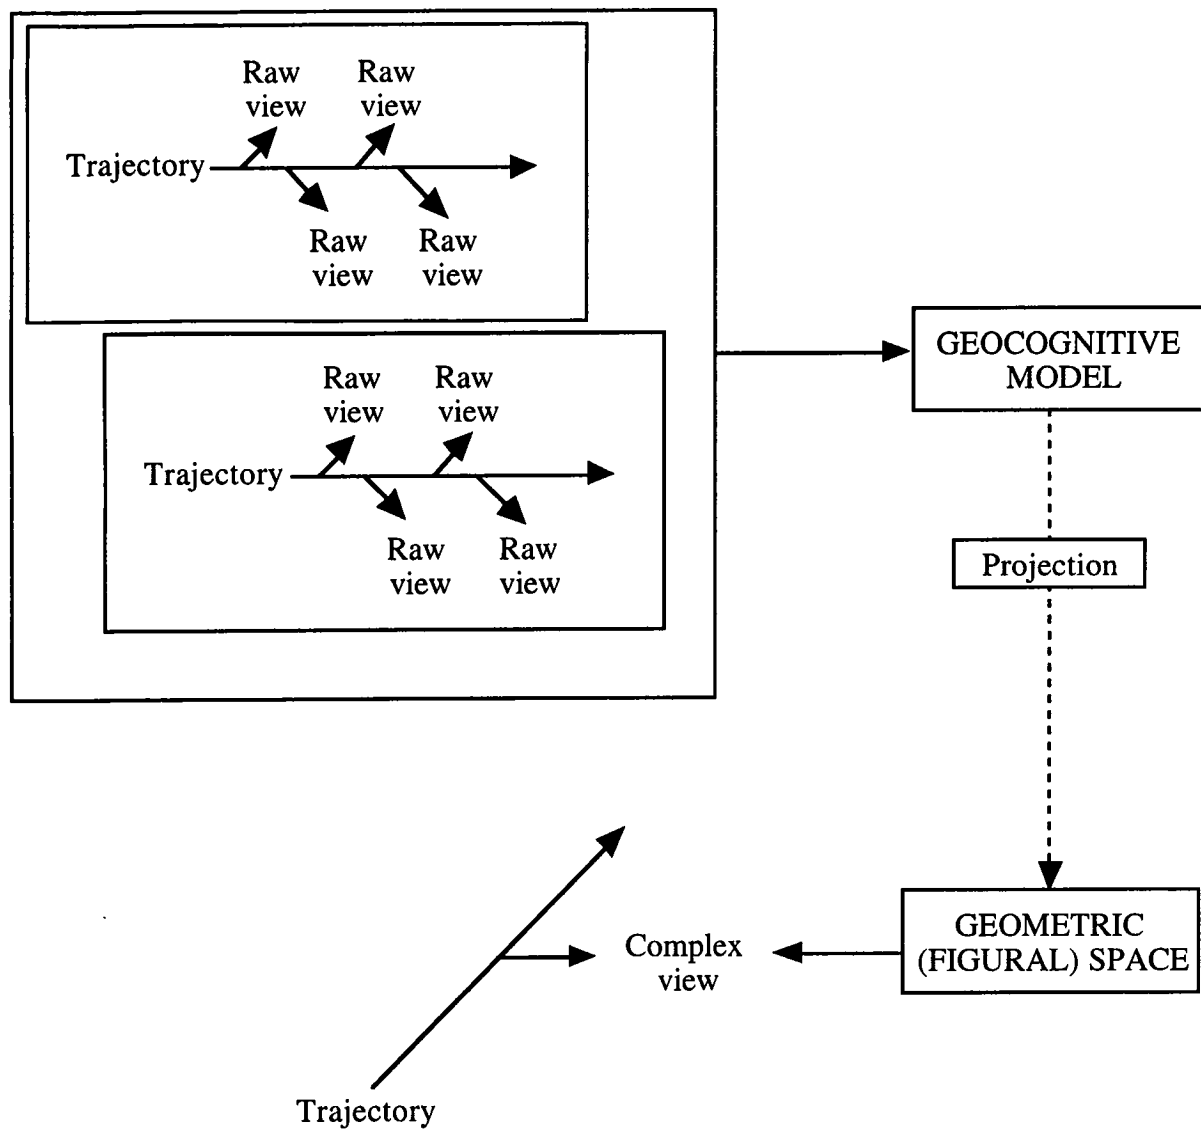 Raw
view
Raw
view
Trajectory
Raw
view
Raw
view
Raw
view
Raw
view
Trajectory
Raw
view
Raw
view
GEOCOGNITIVE
MODEL
Projection
GEOMETRIC
(FIGURAL) SPACE
Complex
view
Trajectory